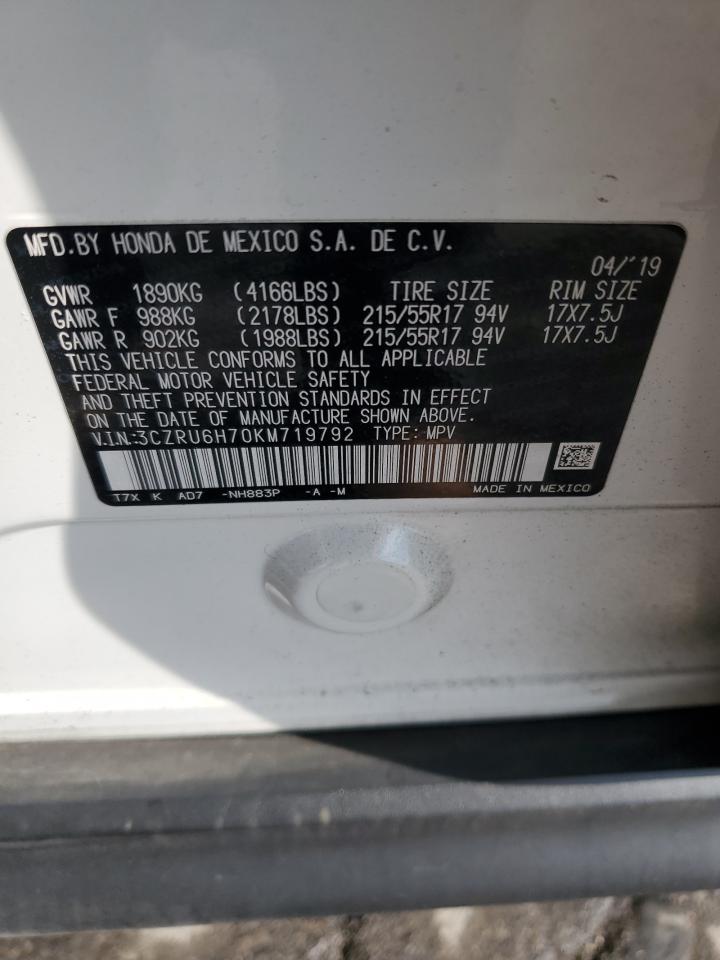 MFD.BY HONDA DE MEXICO S.A. DE C.V.
04/'19
GVWR 1890KG (4166LBS) TIRE SIZE RIM SIZE
GAWR F 988KG (2178LBS) 215/55R17 94V 17X7.5J
GAWR R 902KG (1988LBS) 215/55R17 94V 17X7.5J
THIS VEHICLE CONFORMS TO ALL APPLICABLE
FEDERAL MOTOR VEHICLE SAFETY
AND THEFT PREVENTION STANDARDS IN EFFECT
ON THE DATE OF MANUFACTURE SHOWN ABOVE.
V.I.N.:3CZRU6H70KM719792 TYPE: MPV
T7X K AD7 -NH883P -A -M MADE IN MEXICO